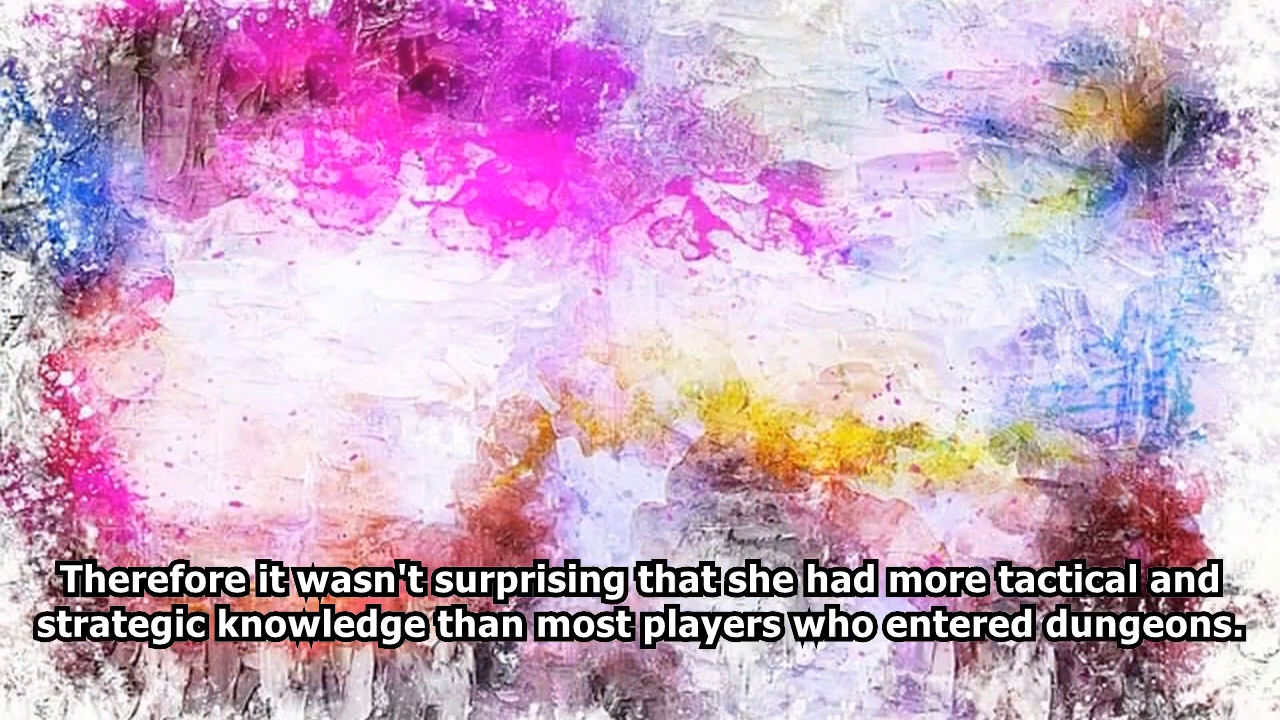 Therefore it wasn't surprising that she had more tactical and
strategic knowledge than most players who entered dungeons.